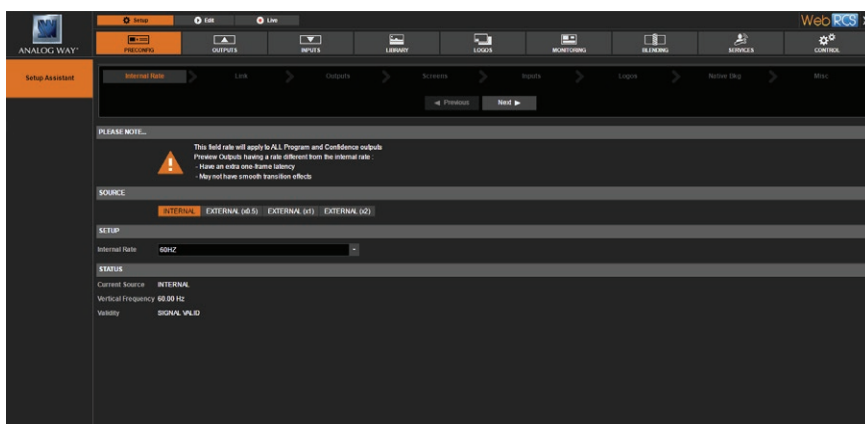 Setup
Edit
Live
Web RCS
ANALOG WAY
PRECONFIG
OUTPUTS
INPUTS
LIBRARY
LOGOS
MONITORING
BLENDING
SERVICES
CONTROL
Setup Assistant
Internal Rate
Link
Outputs
Screens
Inputs
Logos
Native Bkg
Misc
Previous
Next
PLEASE NOTE...
This field rate will apply to ALL Program and Confidence outputs
Preview Outputs having a rate different from the internal rate :
- Have an extra one-frame latency
- May not have smooth transition effects
SOURCE
INTERNAL
EXTERNAL (x0.5)
EXTERNAL (x1)
EXTERNAL (x2)
SETUP
Internal Rate
60HZ
STATUS
Current Source INTERNAL
Vertical Frequency 60.00 Hz
Validity SIGNAL VALID